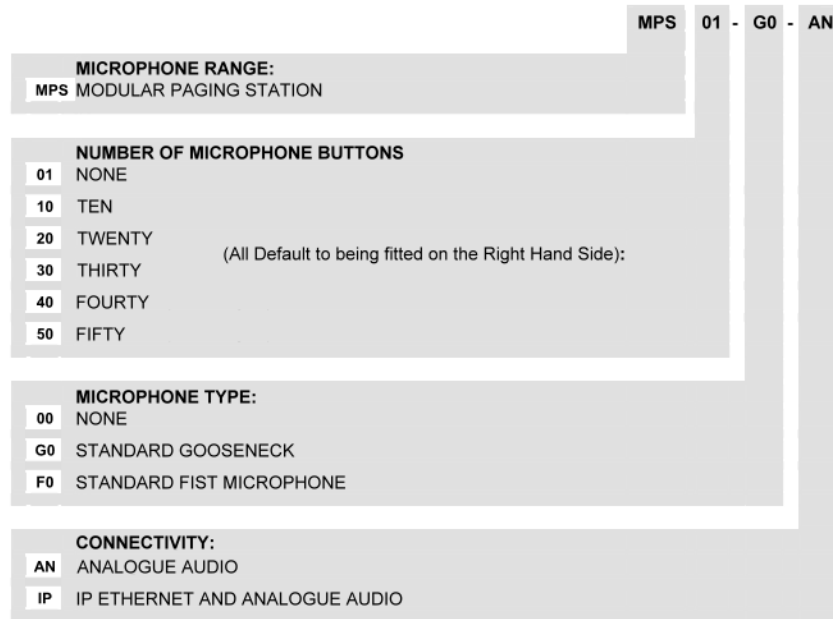 MPS 01 - G0 - AN
MICROPHONE RANGE:
MPS MODULAR PAGING STATION
NUMBER OF MICROPHONE BUTTONS
01 NONE
10 TEN
20 TWENTY
(All Default to being fitted on the Right Hand Side):
30 THIRTY
40 FOURTY
50 FIFTY
MICROPHONE TYPE:
00 NONE
G0 STANDARD GOOSENECK
F0 STANDARD FIST MICROPHONE
CONNECTIVITY:
AN ANALOGUE AUDIO
IP IP ETHERNET AND ANALOGUE AUDIO